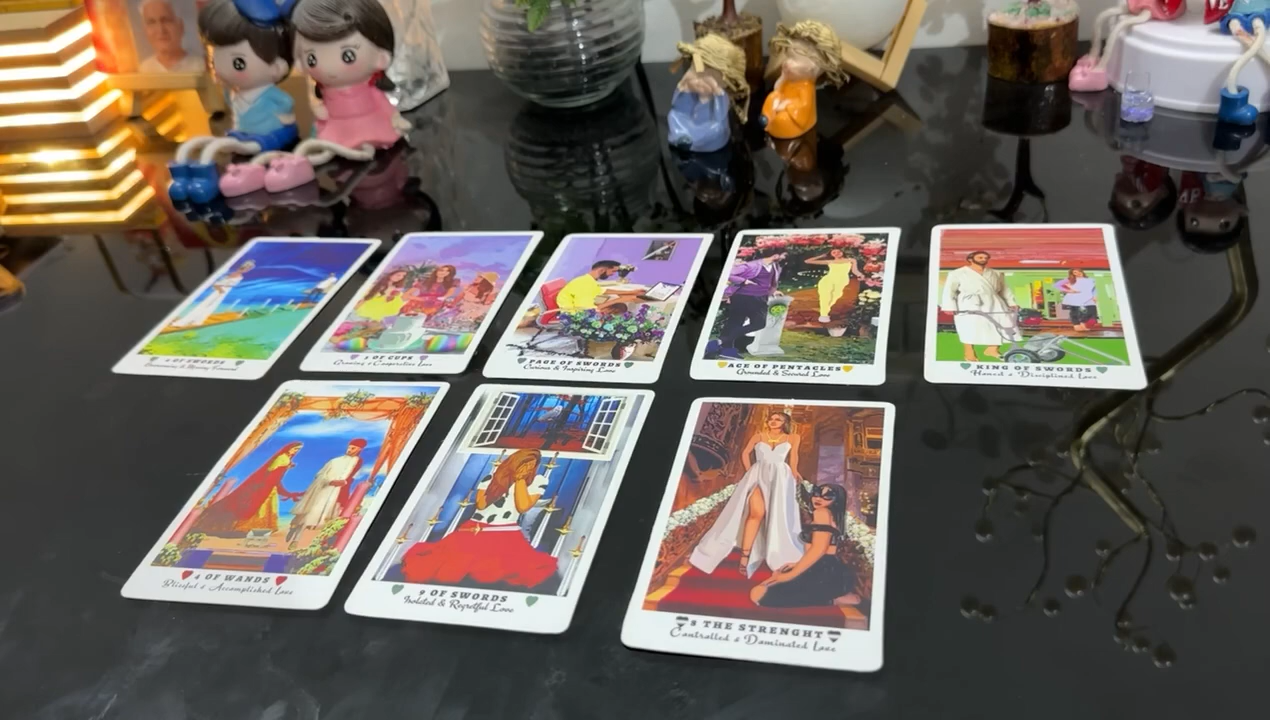 OF SWORDS
3 OF CUPS
Growing & Cooperative Love
PAGE OF SWORDS
Curious & Inspiring Love
ACE OF PENTACLES
Grounded & Secured Love
KING OF SWORDS
Honed & Disciplined Love
4 OF WANDS
Blissful & Accomplished Love
9 OF SWORDS
Isolated & Regretful Love
8 THE STRENGHT
Controlled & Dominated Love